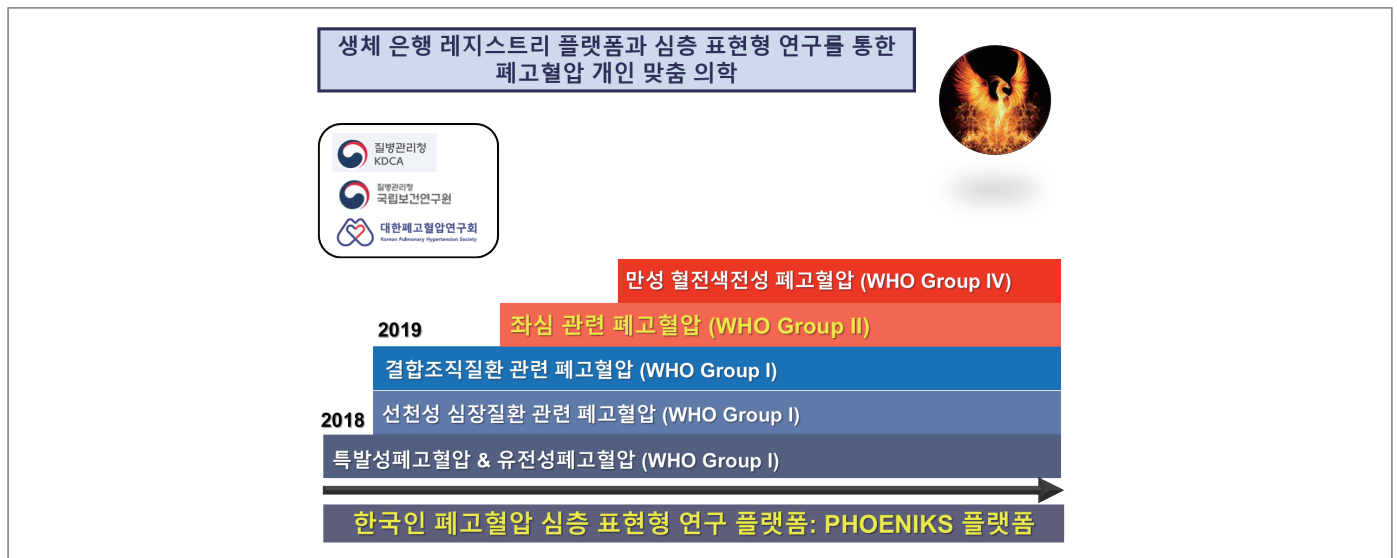 생체 은행 레지스트리 플랫폼과 심층 표현형 연구를 통한
폐고혈압 개인 맞춤 의학
질병관리청
KDCA
질병관리청
국립보건연구원
대한폐고혈압연구회
Korean Pulmonary Hypertension Society
만성 혈전색전성 폐고혈압 (WHO Group IV)
2019
좌심 관련 폐고혈압 (WHO Group II)
결합조직질환 관련 폐고혈압 (WHO Group I)
2018
선천성 심장질환 관련 폐고혈압 (WHO Group I)
특발성폐고혈압 & 유전성폐고혈압 (WHO Group I)
한국인 폐고혈압 심층 표현형 연구 플랫폼: PHOENIKS 플랫폼